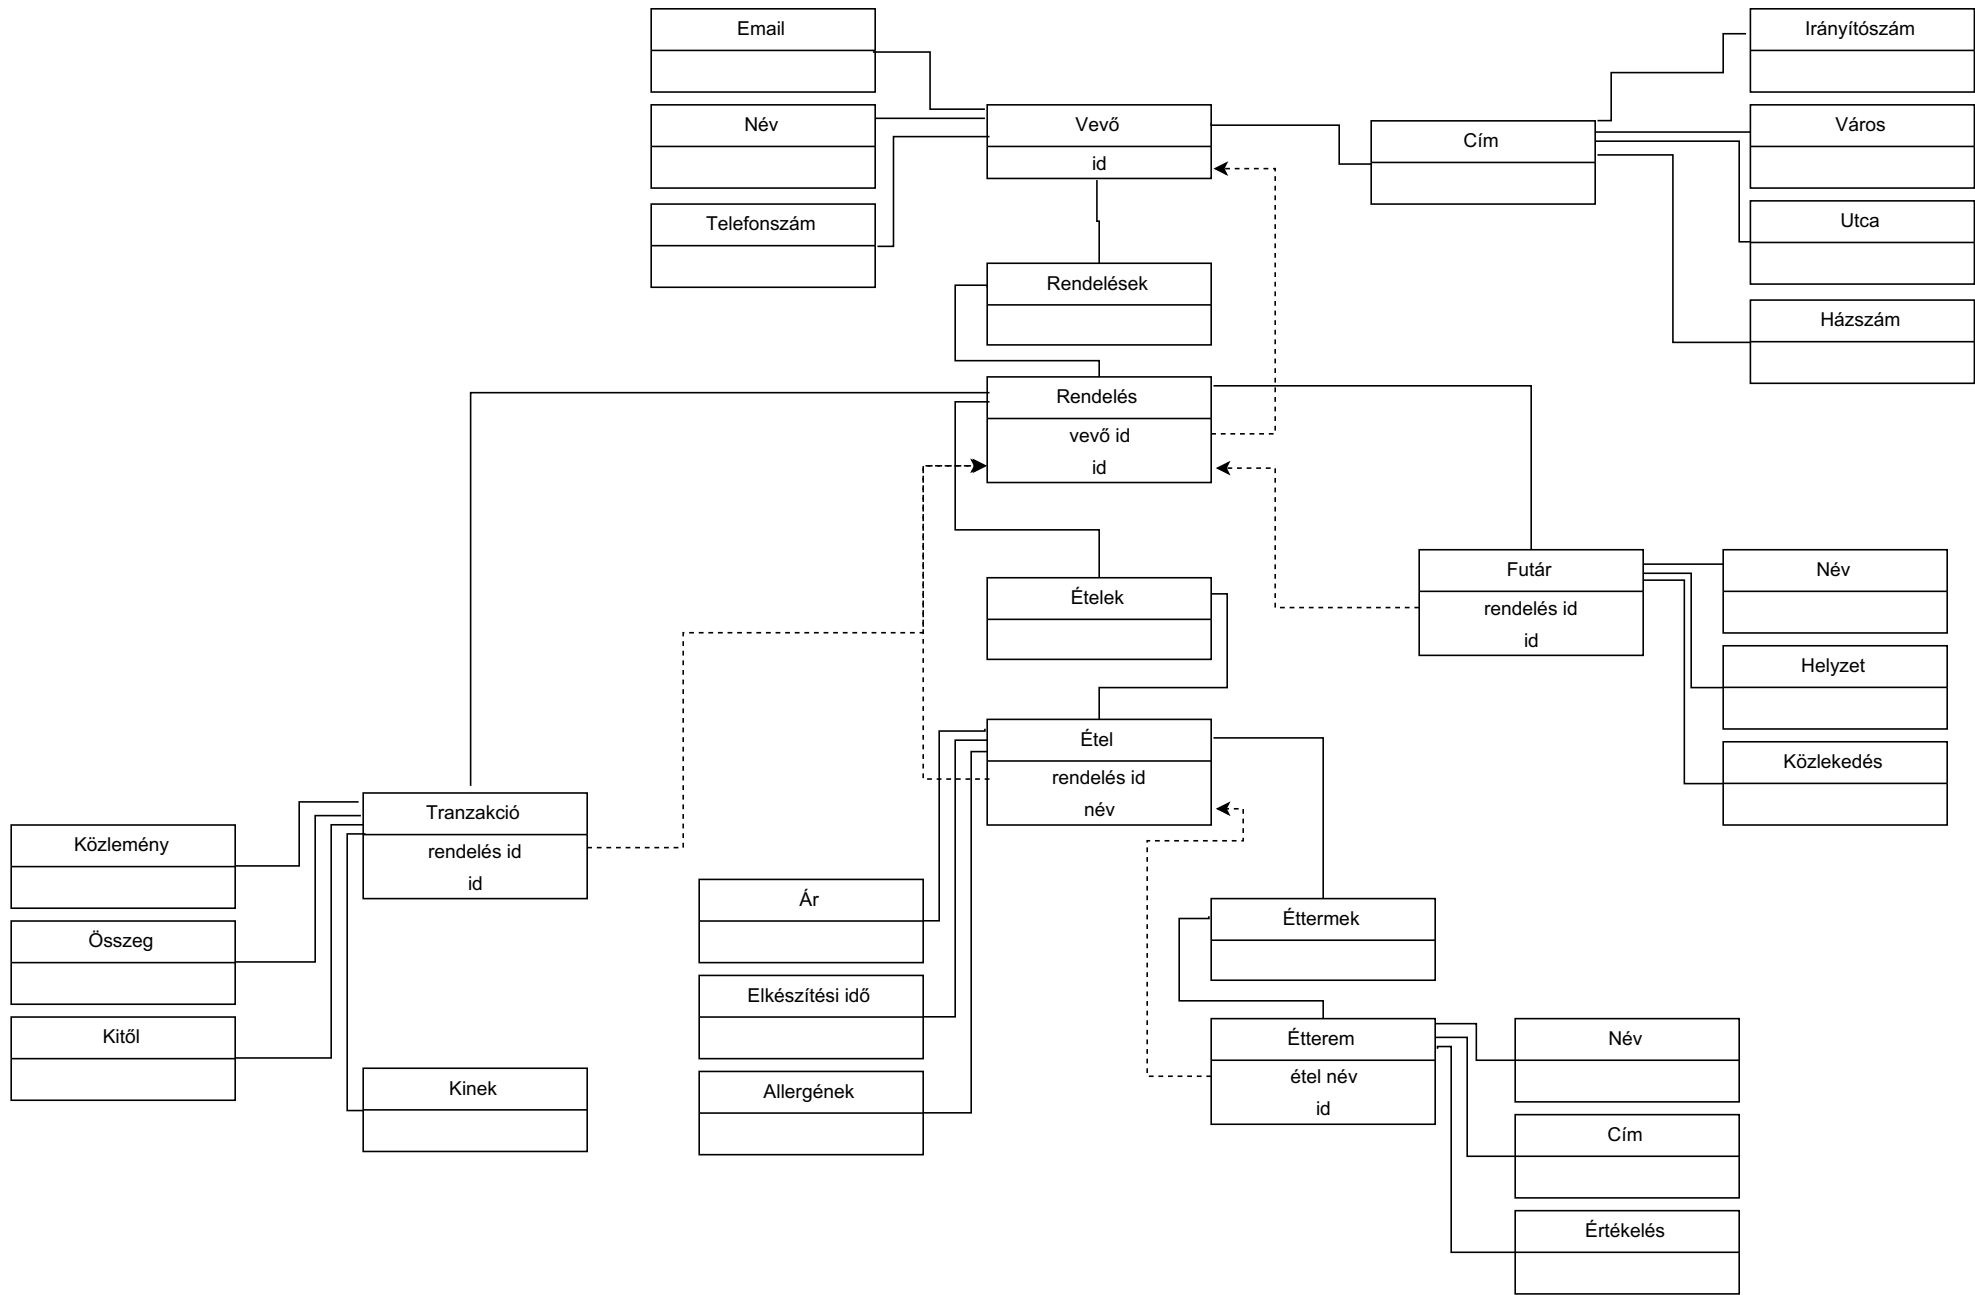 Email
Név
Telefonszám
Vevő
id
Cím
Irányítószám
Város
Utca
Házszám
Rendelések
Rendelés
vevő id
id
Ételek
Futár
rendelés id
id
Név
Helyzet
Közlekedés
Étel
rendelés id
név
Tranzakció
rendelés id
id
Közlemény
Összeg
Kitől
Kinek
Ár
Elkészítési idő
Allergének
Éttermek
Étterem
étel név
id
Név
Cím
Értékelés